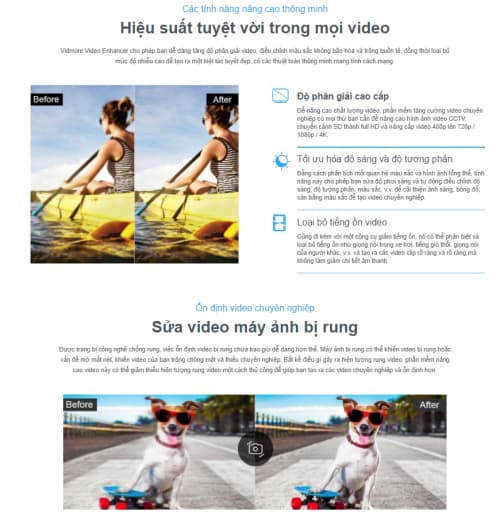 Các tính năng nâng cao thông minh
Hiệu suất tuyệt vời trong mọi video
Vidmore Video Enhancer cho phép bạn dễ dàng tăng độ phân giải video, điều chỉnh màu sắc không bão hòa và trông buồn tẻ, đồng thời loại bỏ
mức độ nhiễu cao để tạo ra một kiệt tác tuyệt đẹp, có các thuật toán thông minh mang tính cách mạng.
Before
After
Độ phân giải cao cấp
Để nâng cao chất lượng video, phần mềm tăng cường video chuyên
nghiệp có mọi thứ bạn cần để nâng cao hình ảnh video CCTV,
chuyển cảnh SD thành full HD và nâng cấp video 480p lên 720p /
1080p / 4K.
Tối ưu hóa độ sáng và độ tương phản
Bằng cách phân tích mối quan hệ màu sắc và hình ảnh tổng thể, tính
năng này cho phép bạn sửa độ phơi sáng và tự động điều chỉnh độ
sáng, độ tương phản, màu sắc, v.v. để cải thiện ánh sáng, bóng đổ,
cân bằng màu sắc để tạo video chuyên nghiệp.
Loại bỏ tiếng ồn video
Cũng đi kèm với một công cụ giảm tiếng ồn, nó có thể phân biệt và
loại bỏ tiếng ồn như giọng nói trong xe hơi, tiếng gió thổi, giọng nói
của người khác, v.v. và tạo ra các video clip rõ ràng và rõ ràng mà
không làm giảm chi tiết âm thanh.
Ổn định video chuyên nghiệp
Sửa video máy ảnh bị rung
Được trang bị công nghệ chống rung, việc ổn định video bị rung chưa bao giờ dễ dàng hơn thế. Máy ảnh bị rung có thể khiến video bị rung hoặc
vấn đề mờ mất nét, khiến video của bạn trông chóng mặt và thiếu chuyên nghiệp. Bất kể điều gì gây ra hiện tượng rung video, phần mềm nâng
cao video này có thể giảm thiểu hiện tượng rung video một cách thủ công để giúp bạn tạo ra các video chuyên nghiệp và ổn định hơn.
Before
After